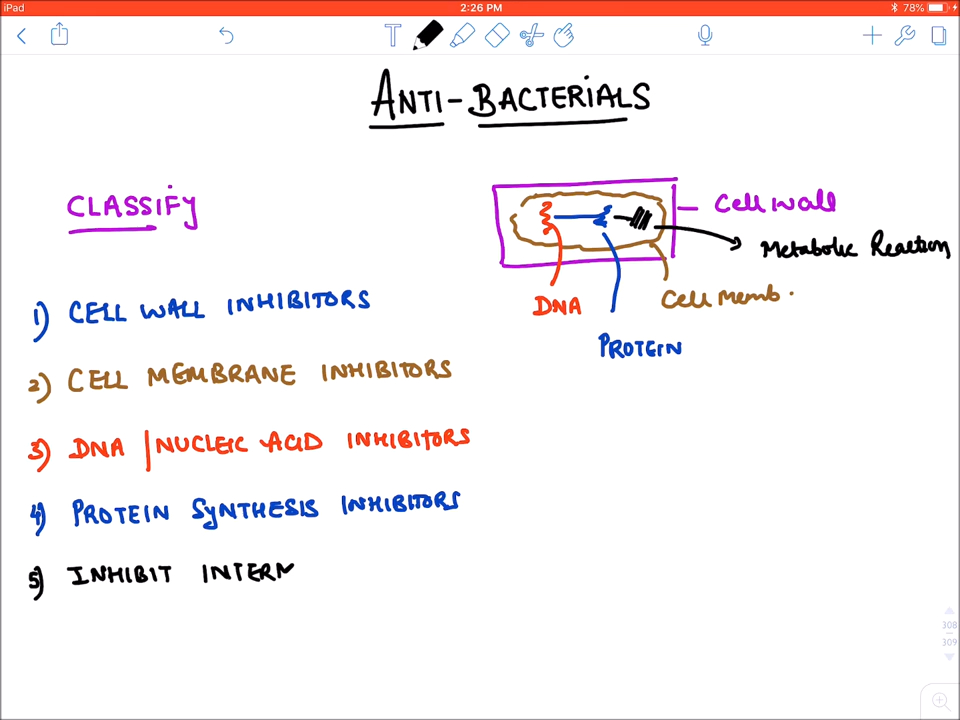 iPad 2:26 PM 78%
T
ANTI-BACTERIALS
CLASSIFY
Cell wall
Metabolic Reaction
DNA
Cell Memb.
PROTEIN
1) CELL WALL INHIBITORS
2) CELL MEMBRANE INHIBITORS
3) DNA | NUCLEIC ACID INHIBITORS
4) PROTEIN SYNTHESIS INHIBITORS
5) INHIBIT INTERM
308
309